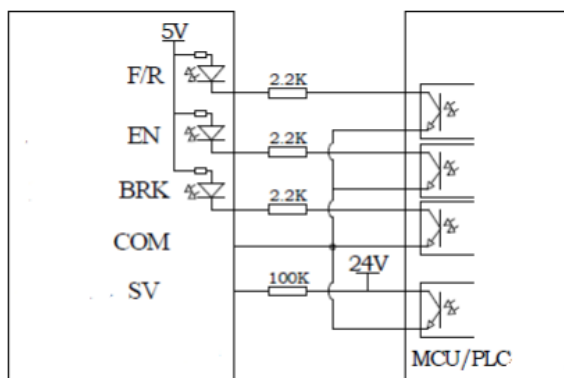 5V
F/R
2.2K
EN
2.2K
BRK
2.2K
COM
24V
SV
100K
MCU/PLC